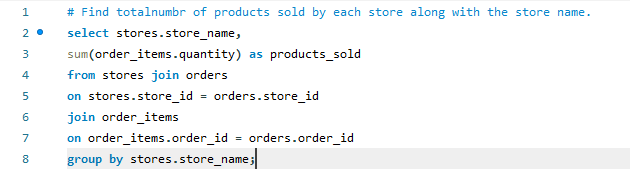 1 # Find totalnumbr of products sold by each store along with the store name.
2 select stores.store_name,
3 sum(order_items.quantity) as products_sold
4 from stores join orders
5 on stores.store_id = orders.store_id
6 join order_items
7 on order_items.order_id = orders.order_id
8 group by stores.store_name;